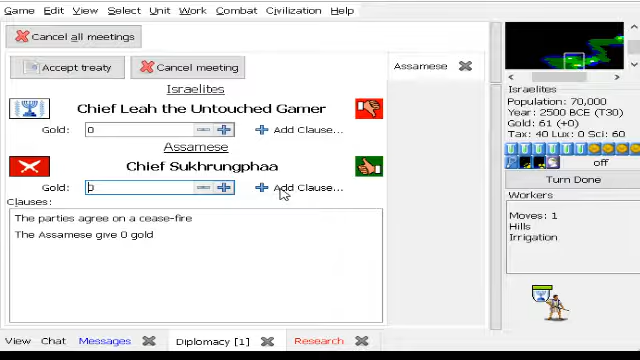 Game Edit View Select Unit Work Combat Civilization Help
Cancel all meetings
Accept treaty Cancel meeting
Israelites
Chief Leah the Untouched Gamer
Gold: 0 Add Clause...
Assamese
Chief Sukhrungphaa
Gold: 0 Add Clause...
Clauses:
The parties agree on a cease-fire
The Assamese give 0 gold
Assamese
View Chat Messages Diplomacy [1] Research
Israelites
Population: 70,000
Year: 2500 BCE (T30)
Gold: 61 (+0)
Tax: 40 Lux: 0 Sci: 60
off
Turn Done
Workers
Moves: 1
Hills
Irrigation